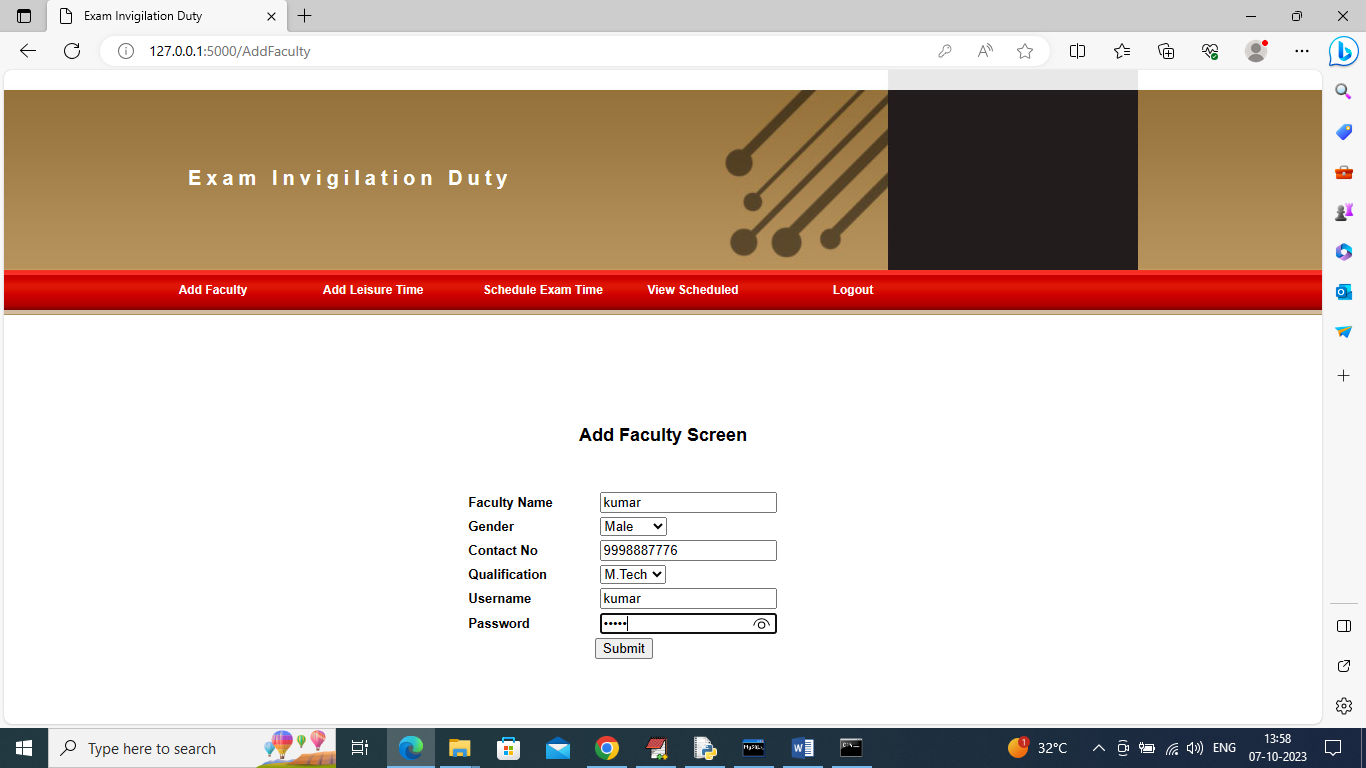 Exam Invigilation Duty
127.0.0.1:5000/AddFaculty
Exam Invigilation Duty
Add Faculty
Add Leisure Time
Schedule Exam Time
View Scheduled
Logout
Add Faculty Screen
Faculty Name kumar
Gender Male
Contact No 9998887776
Qualification M.Tech
Username kumar
Password •••••
Submit
Type here to search
1
32°C
ENG
13:58
07-10-2023